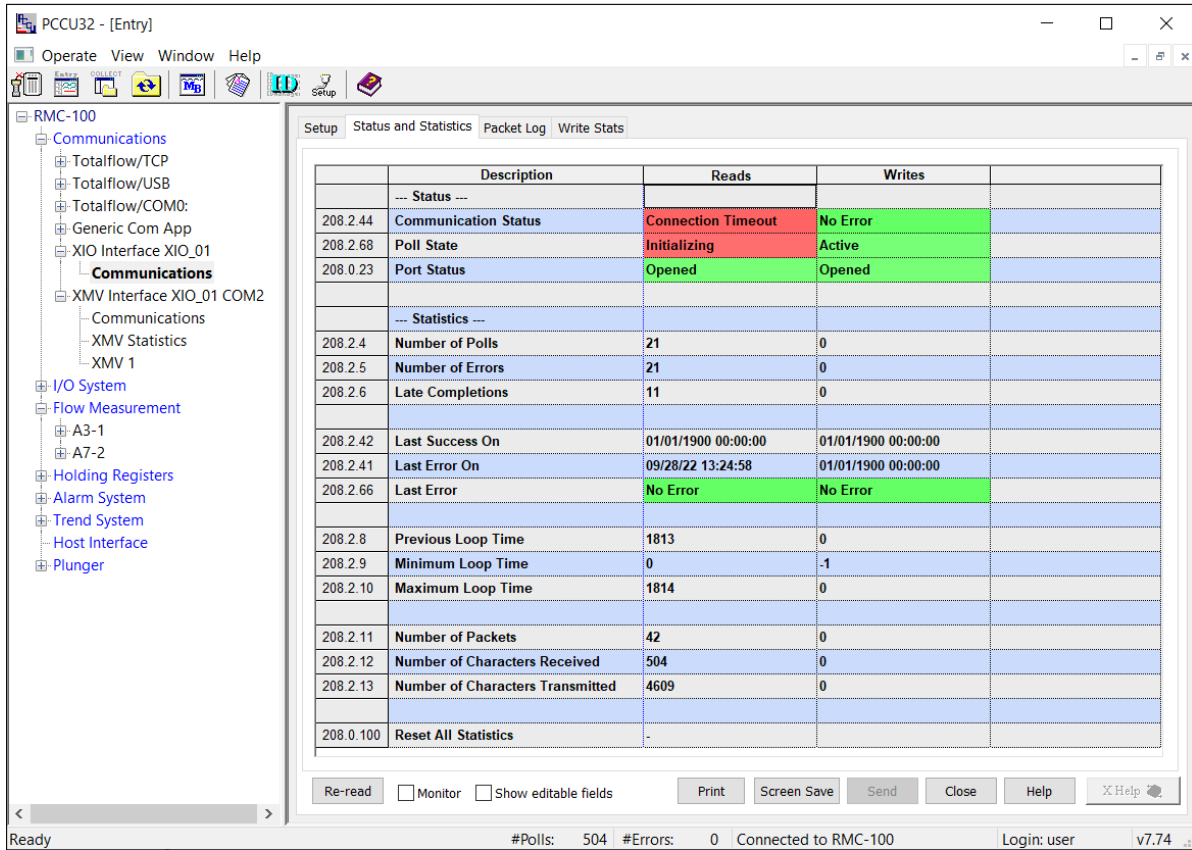 PCCU32 - [Entry]
Operate View Window Help
Entry COLLECT MB Setup
RMC-100
Communications
Totalflow/TCP
Totalflow/USB
Totalflow/COM0:
Generic Com App
XIO Interface XIO_01
Communications
XMV Interface XIO_01 COM2
Communications
XMV Statistics
XMV 1
I/O System
Flow Measurement
A3-1
A7-2
Holding Registers
Alarm System
Trend System
Host Interface
Plunger
Setup Status and Statistics Packet Log Write Stats
Description Reads Writes
--- Status ---
208.2.44 Communication Status Connection Timeout No Error
208.2.68 Poll State Initializing Active
208.0.23 Port Status Opened Opened
--- Statistics ---
208.2.4 Number of Polls 21 0
208.2.5 Number of Errors 21 0
208.2.6 Late Completions 11 0
208.2.42 Last Success On 01/01/1900 00:00:00 01/01/1900 00:00:00
208.2.41 Last Error On 09/28/22 13:24:58 01/01/1900 00:00:00
208.2.66 Last Error No Error No Error
208.2.8 Previous Loop Time 1813 0
208.2.9 Minimum Loop Time 0 -1
208.2.10 Maximum Loop Time 1814 0
208.2.11 Number of Packets 42 0
208.2.12 Number of Characters Received 504 0
208.2.13 Number of Characters Transmitted 4609 0
208.0.100 Reset All Statistics -
Re-read Monitor Show editable fields Print Screen Save Send Close Help X Help
Ready #Polls: 504 #Errors: 0 Connected to RMC-100 Login: user v7.74